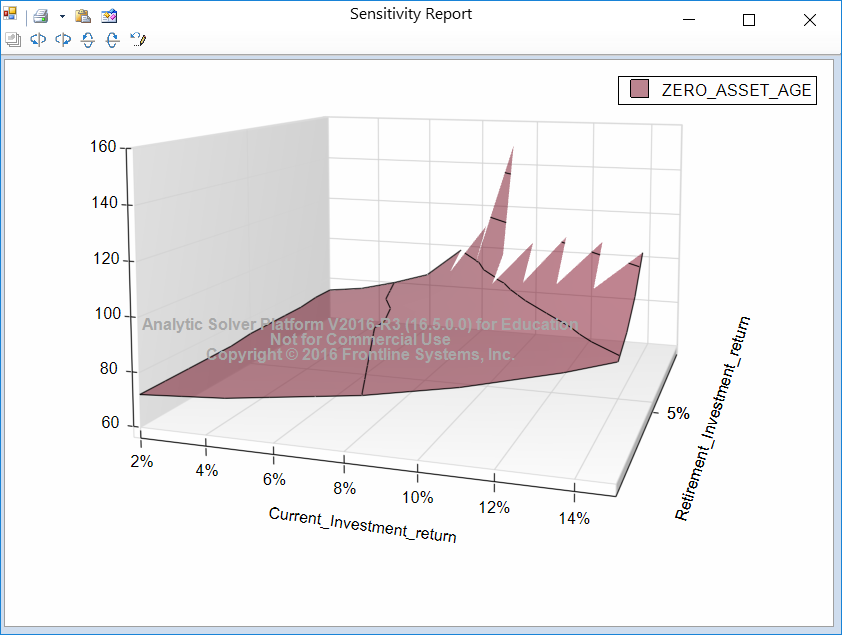 Sensitivity Report
ZERO_ASSET_AGE
160
140
120
100
80
60
Analytic Solver Platform V2016-R3 (16.5.0.0) for Education
Not for Commercial Use
Copyright © 2016 Frontline Systems, Inc.
2%
4%
6%
8%
10%
12%
14%
Current_Investment_return
5%
Retirement_Investment_return